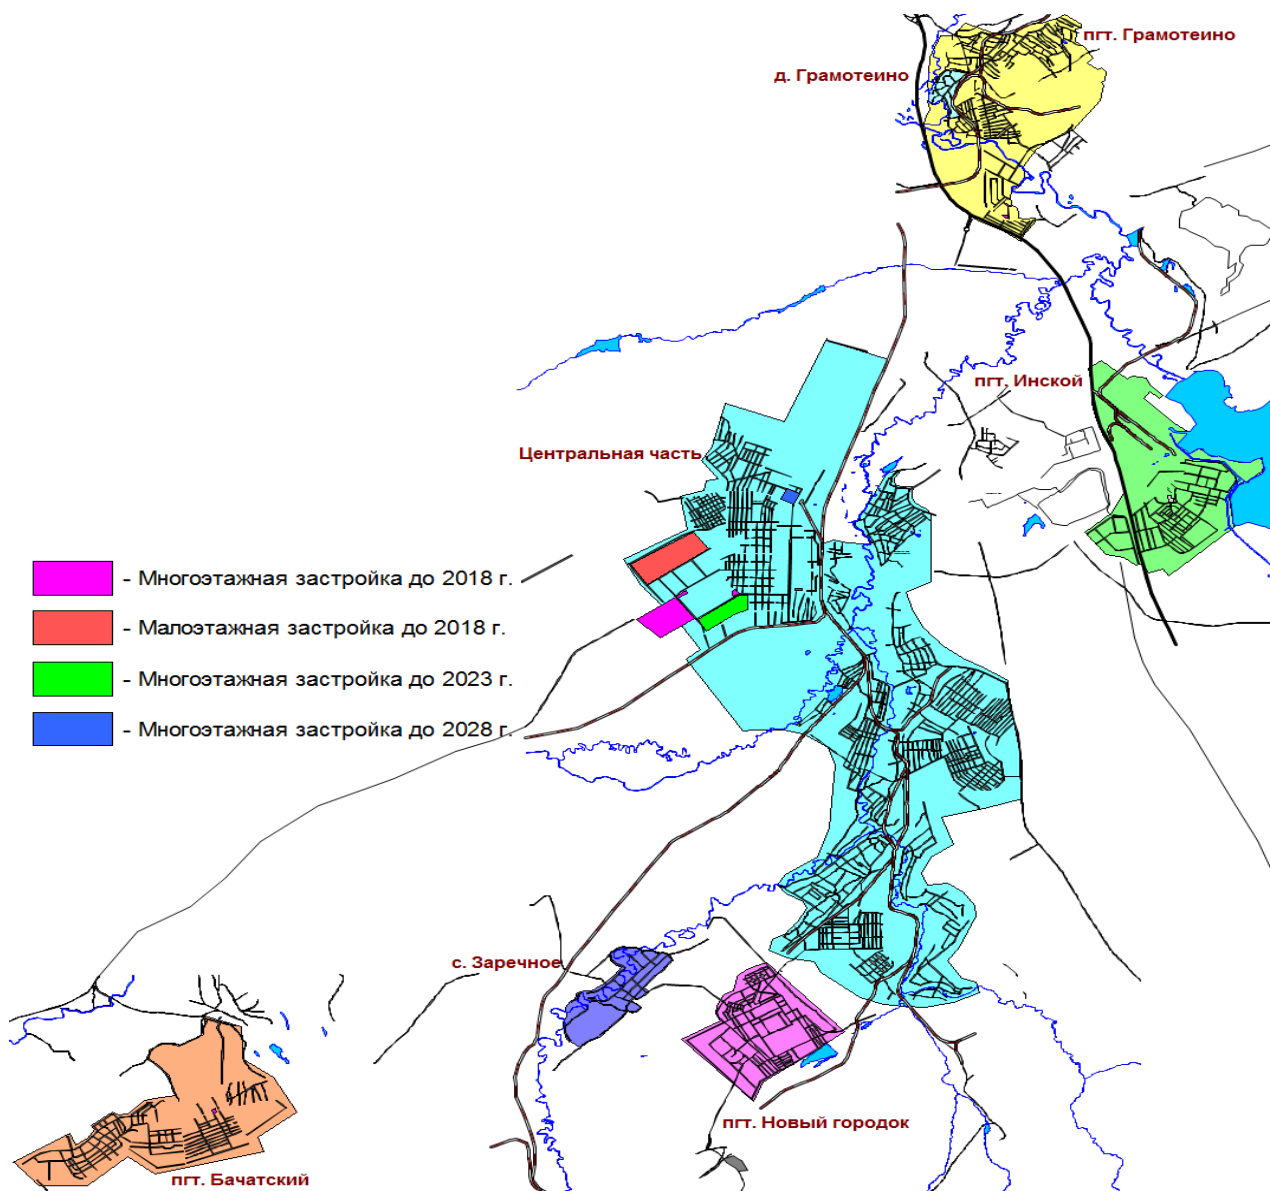 пгт. Грамотеино
д. Грамотеино
пгт. Инской
Центральная часть
- Многоэтажная застройка до 2018 г.
- Малоэтажная застройка до 2018 г.
- Многоэтажная застройка до 2023 г.
- Многоэтажная застройка до 2028 г.
с. Заречное
пгт. Новый городок
пгт. Бачатский